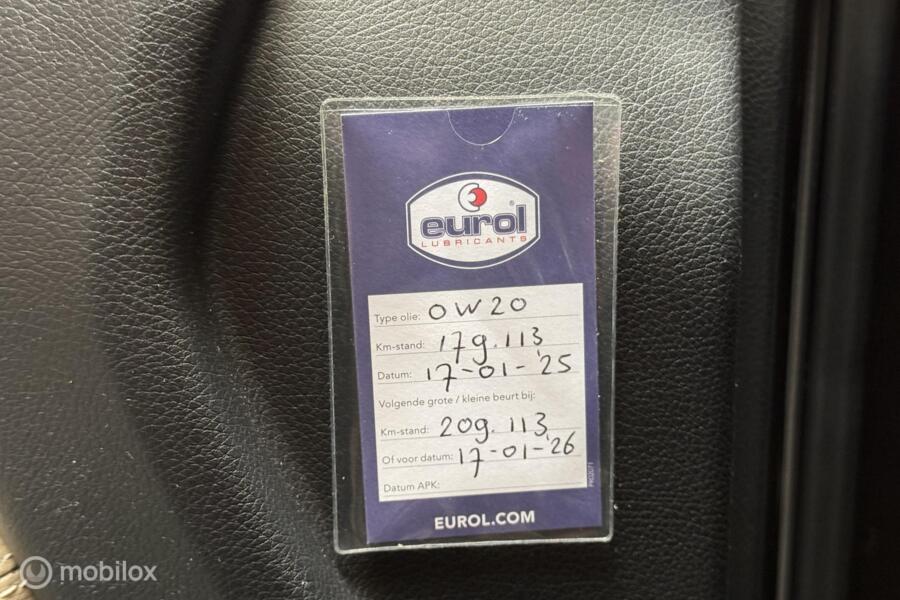 eurol®
LUBRICANTS
Type olie: 0W20
Km-stand: 179.113
Datum: 17-01-'25
Volgende grote / kleine beurt bij:
Km-stand: 209.113
Of voor datum: 17-01-'26
Datum APK:
EUROL.COM
mobilox